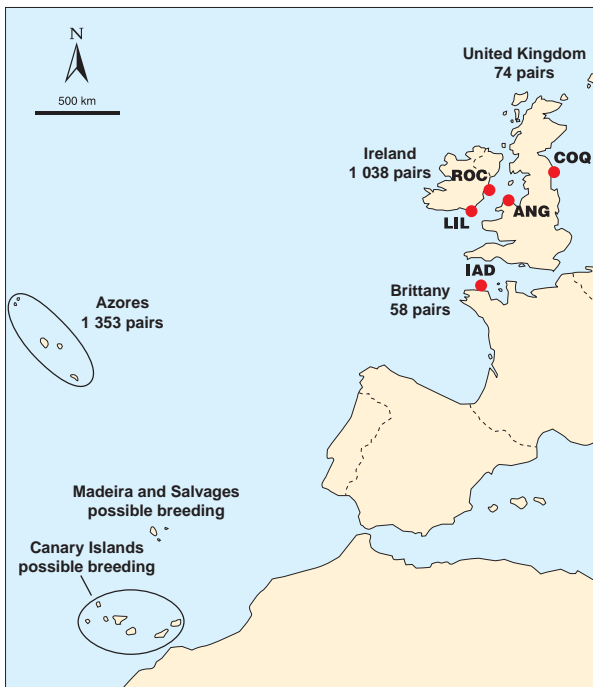 N
500 km
United Kingdom
74 pairs
Ireland
1 038 pairs
COQ
ROC
ANG
LIL
IAD
Brittany
58 pairs
Azores
1 353 pairs
Madeira and Salvages
possible breeding
Canary Islands
possible breeding